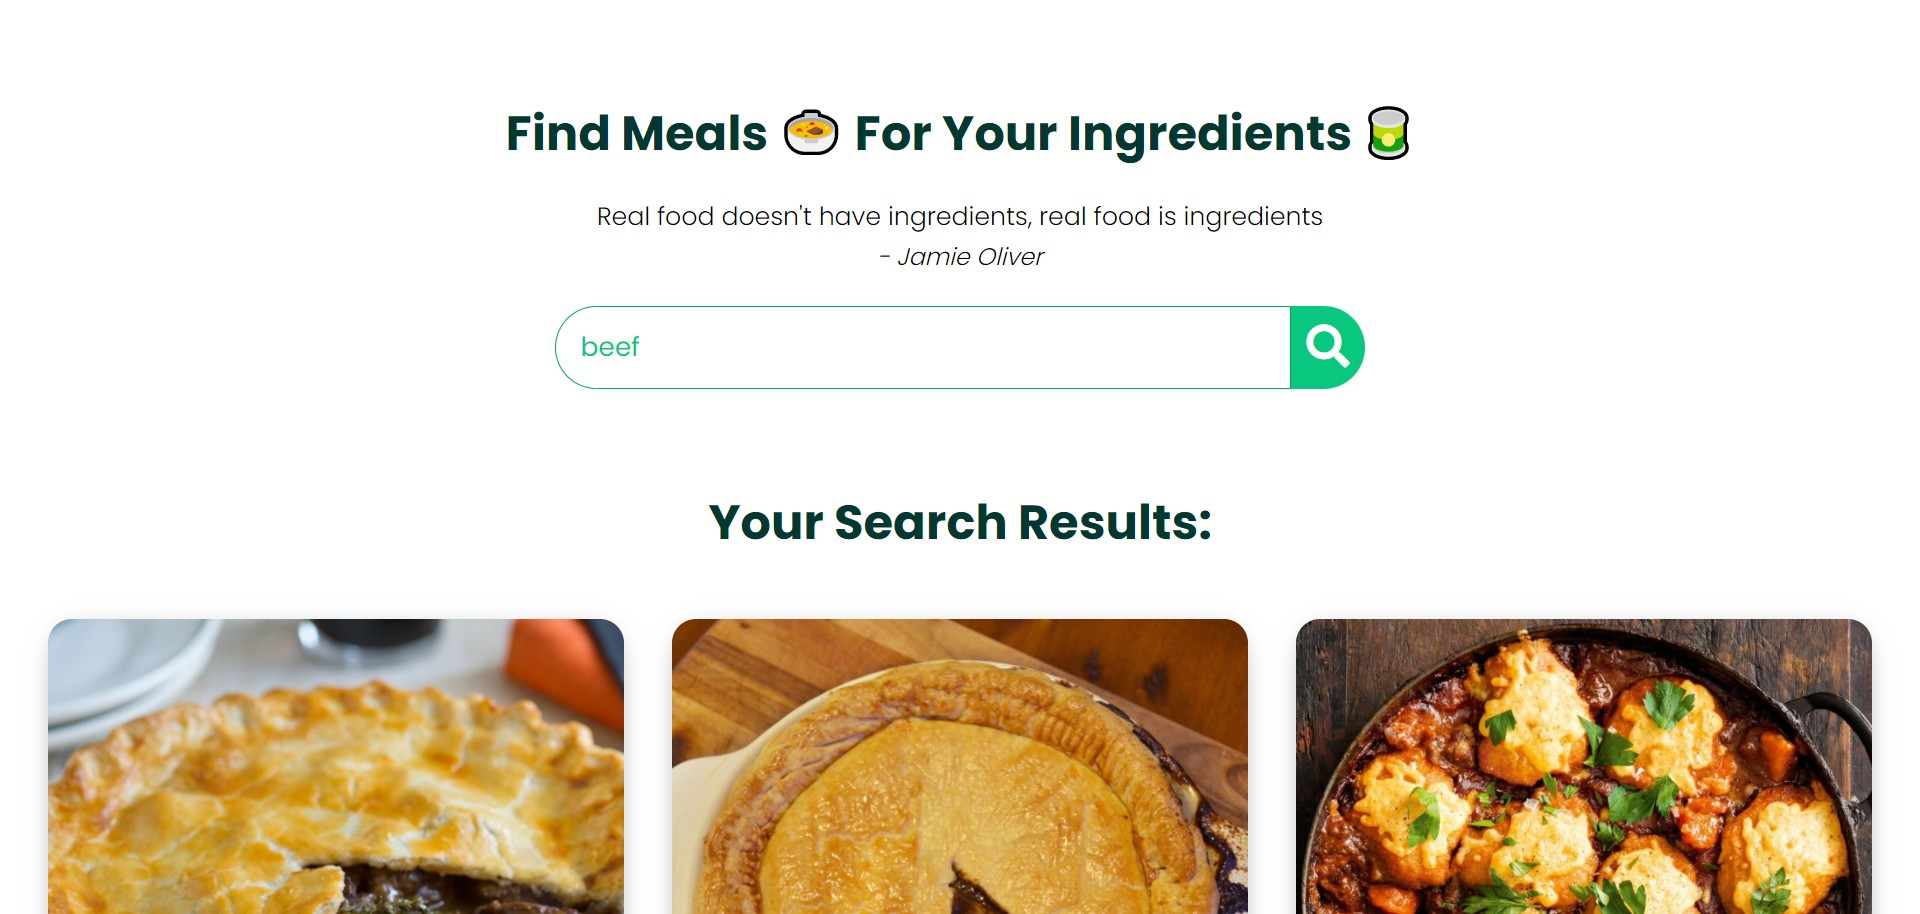 Find Meals 🍲 For Your Ingredients 🥫
Real food doesn't have ingredients, real food is ingredients
- Jamie Oliver
beef
Your Search Results: